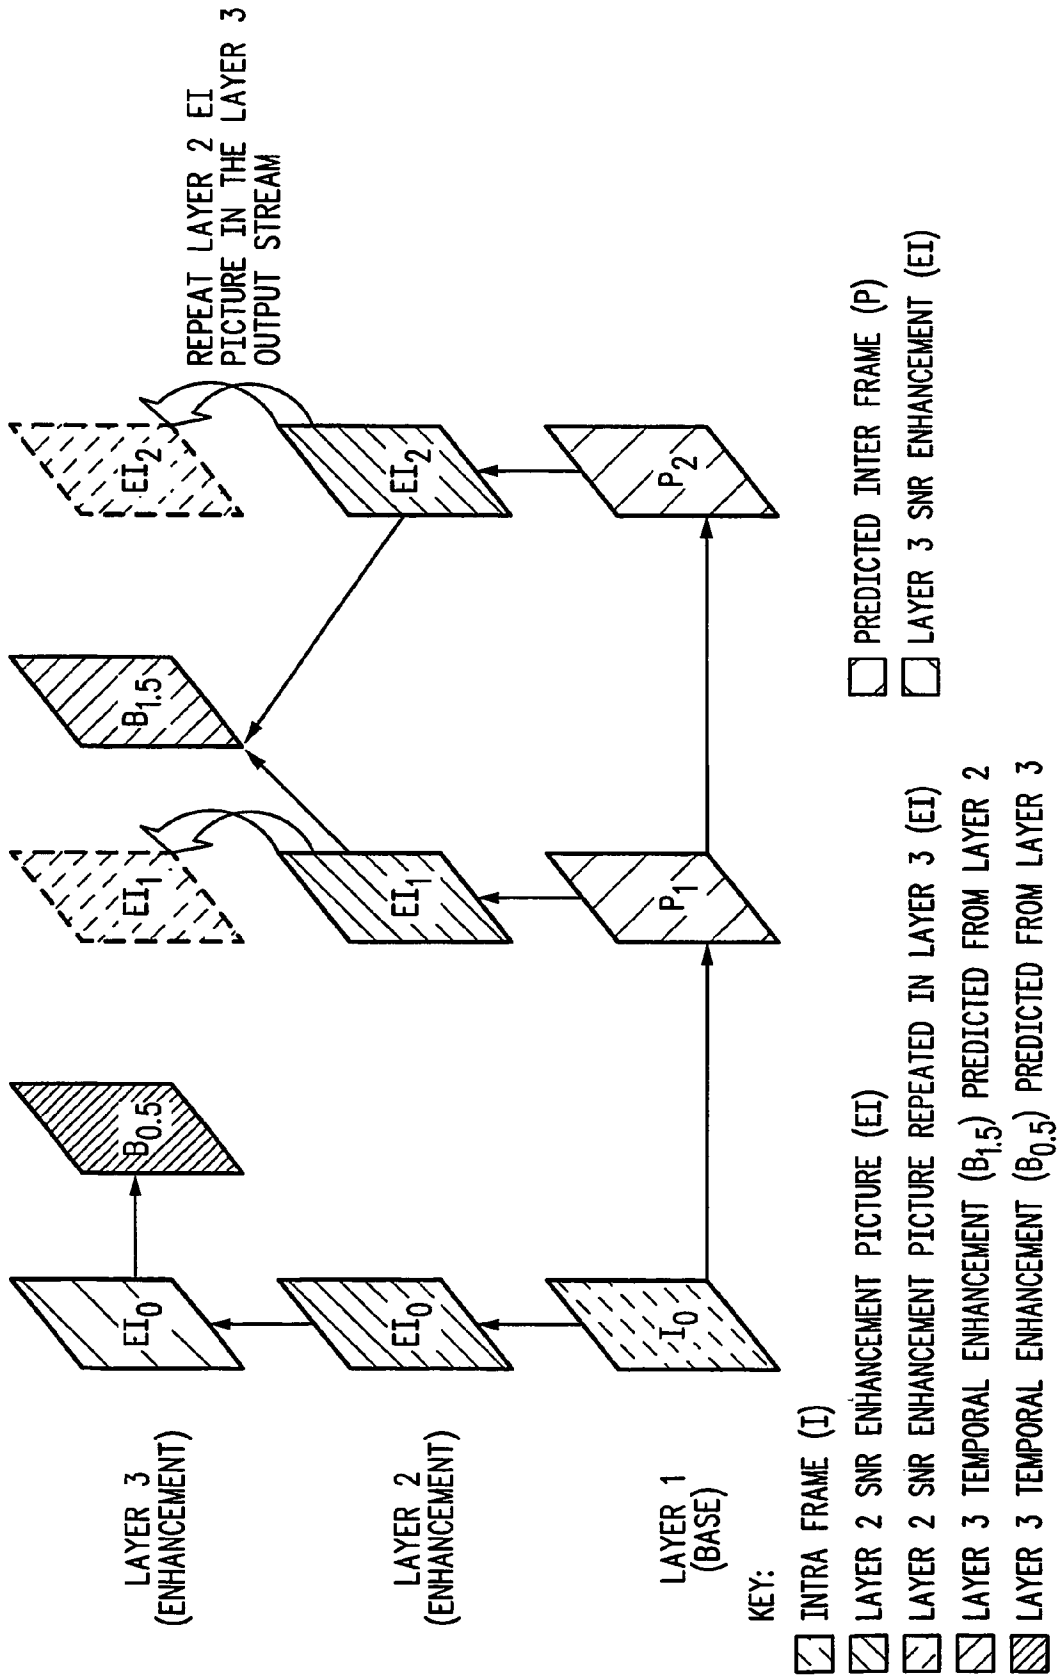 REPEAT LAYER 2 EI
PICTURE IN THE LAYER 3
OUTPUT STREAM
LAYER 3
(ENHANCEMENT)
EI0
B0.5
EI1
B1.5
EI2
LAYER 2
(ENHANCEMENT)
EI0
EI1
EI2
LAYER 1
(BASE)
I0
P1
P2
KEY:
INTRA FRAME (I)
LAYER 2 SNR ENHANCEMENT PICTURE (EI)
LAYER 2 SNR ENHANCEMENT PICTURE REPEATED IN LAYER 3 (EI)
LAYER 3 TEMPORAL ENHANCEMENT (B1.5) PREDICTED FROM LAYER 2
LAYER 3 TEMPORAL ENHANCEMENT (B0.5) PREDICTED FROM LAYER 3
PREDICTED INTER FRAME (P)
LAYER 3 SNR ENHANCEMENT (EI)